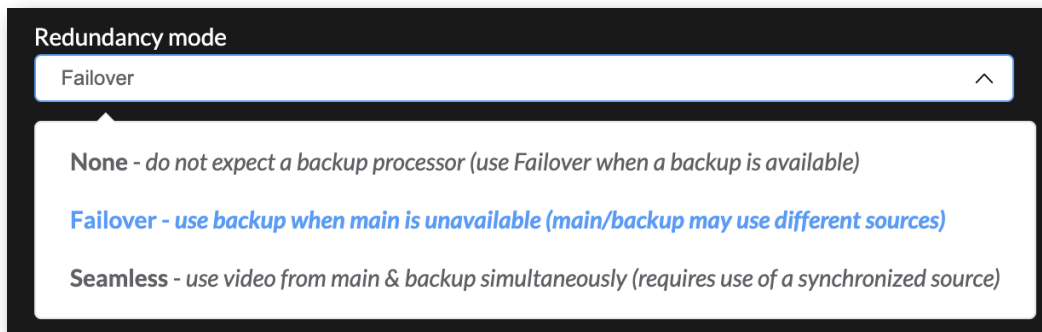 Redundancy mode
Failover
None - do not expect a backup processor (use Failover when a backup is available)
Failover - use backup when main is unavailable (main/backup may use different sources)
Seamless - use video from main & backup simultaneously (requires use of a synchronized source)